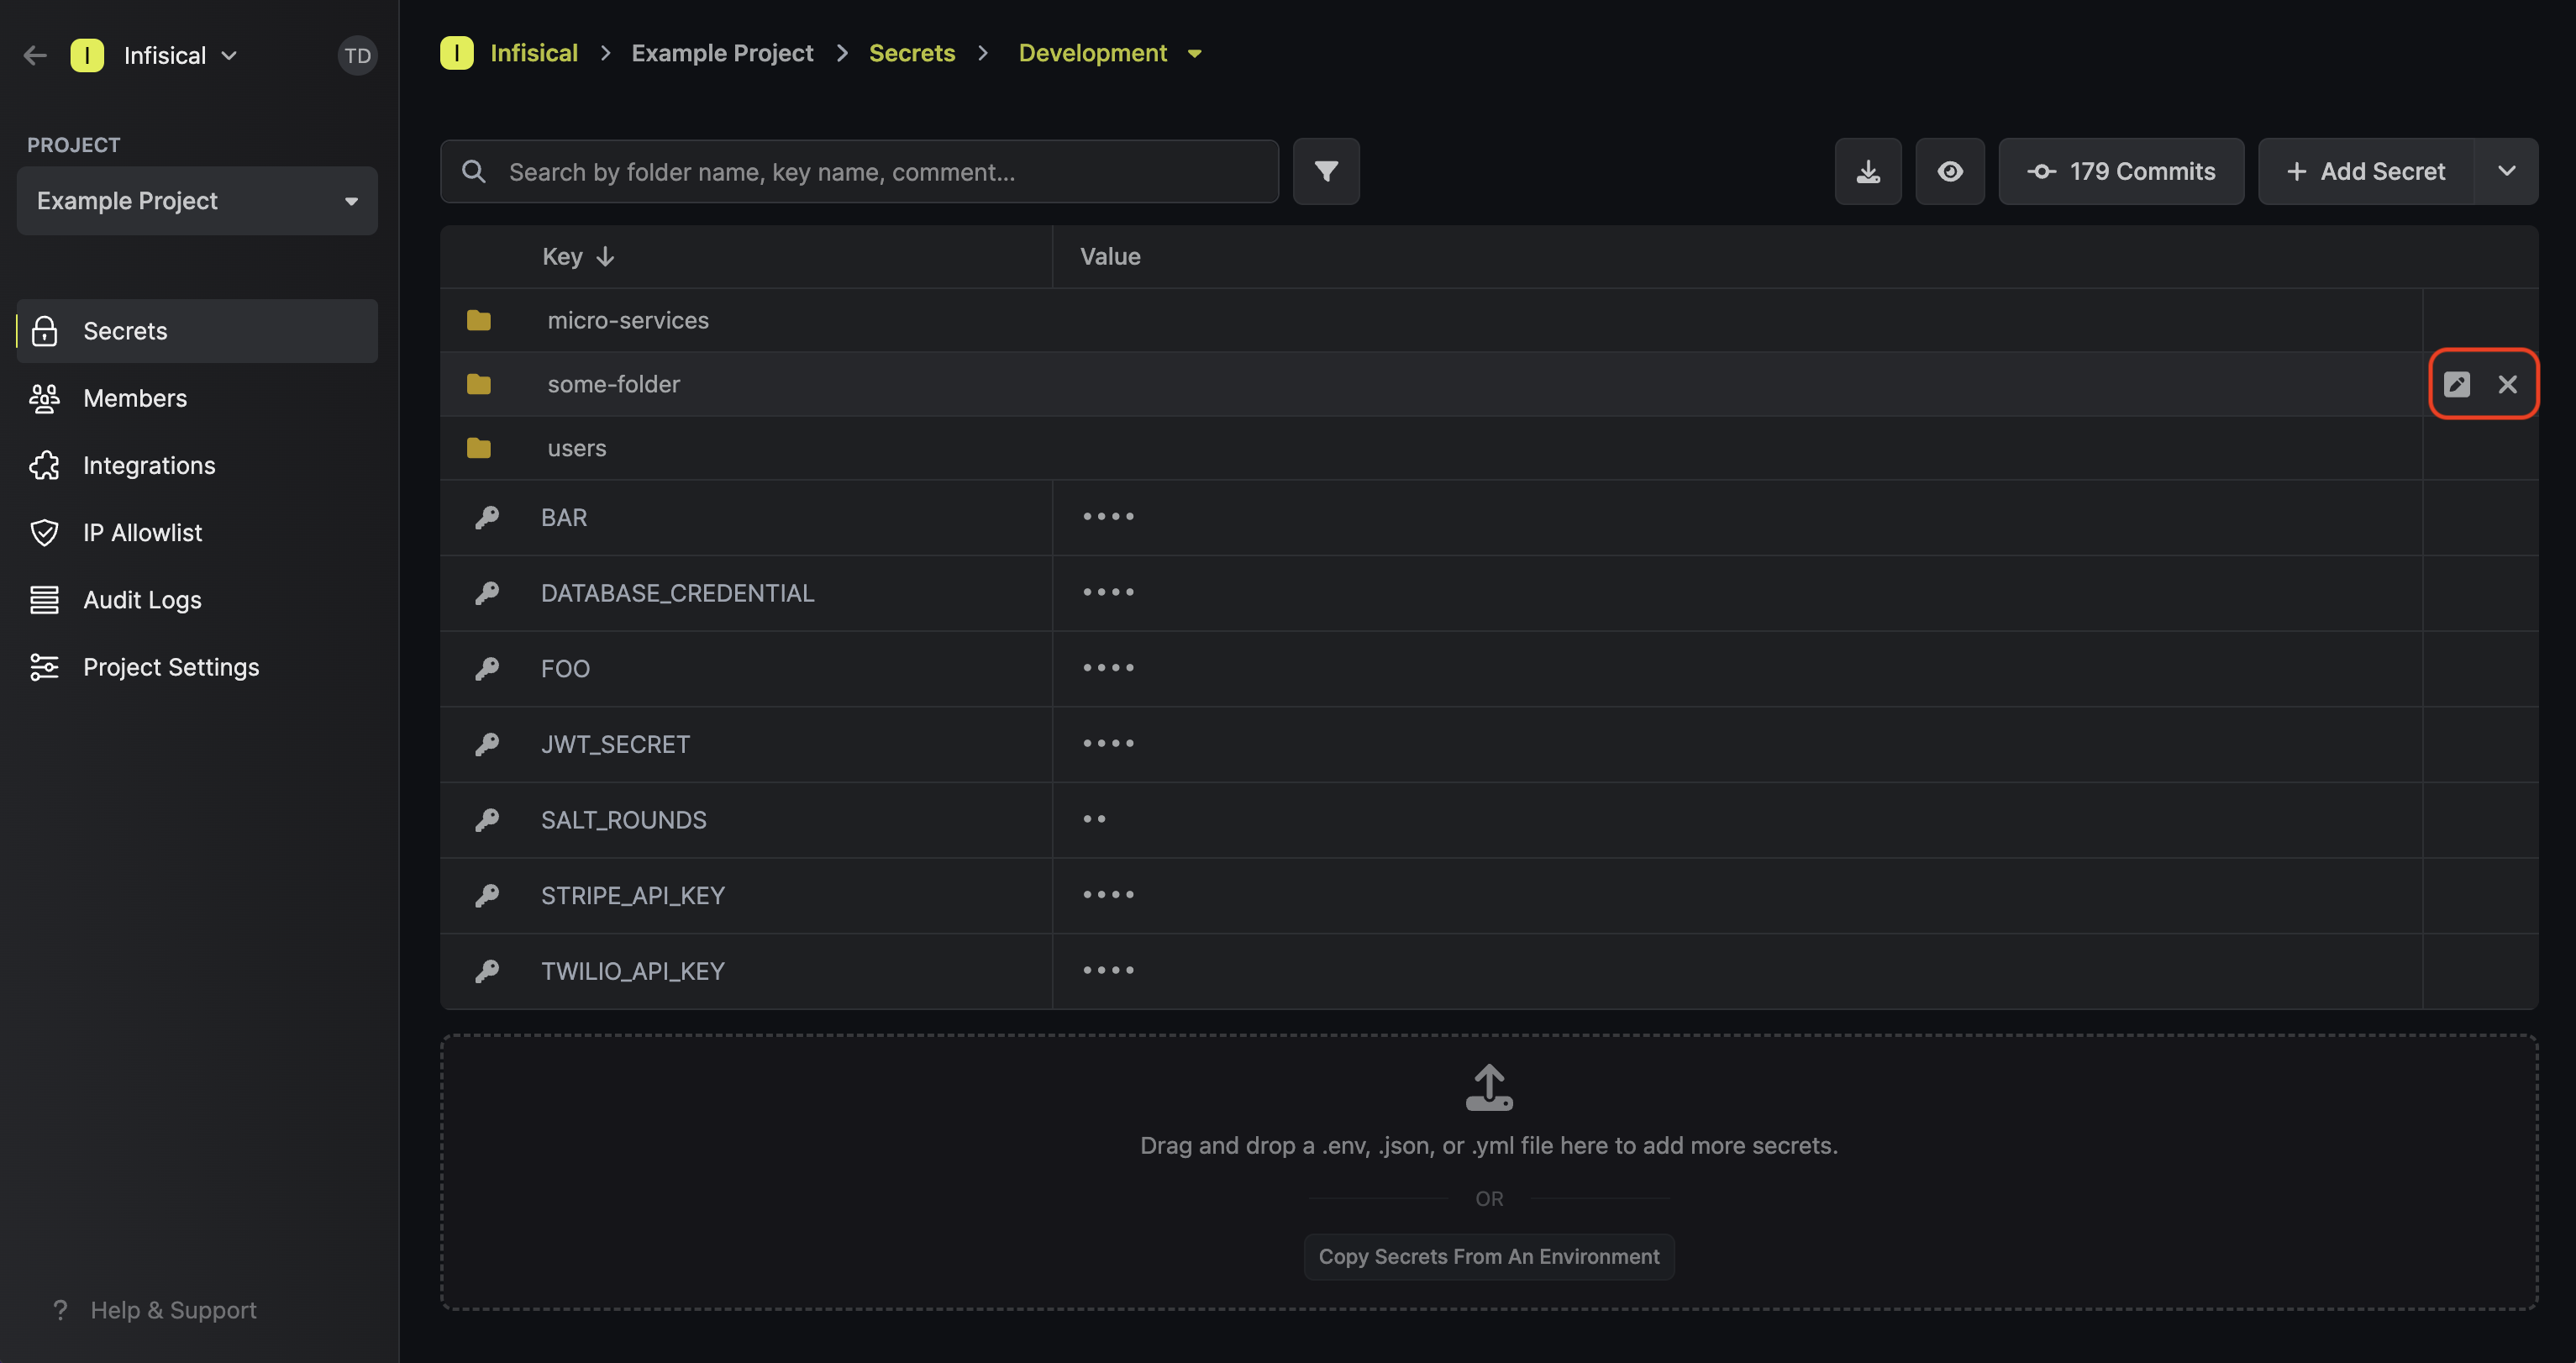 I Infisical TD
PROJECT
Example Project
Secrets
Members
Integrations
IP Allowlist
Audit Logs
Project Settings
? Help & Support
I Infisical > Example Project > Secrets > Development
Search by folder name, key name, comment...
179 Commits
+ Add Secret
Key Value
micro-services
some-folder
users
BAR ••••
DATABASE_CREDENTIAL ••••
FOO ••••
JWT_SECRET ••••
SALT_ROUNDS ••
STRIPE_API_KEY ••••
TWILIO_API_KEY ••••
Drag and drop a .env, .json, or .yml file here to add more secrets.
OR
Copy Secrets From An Environment